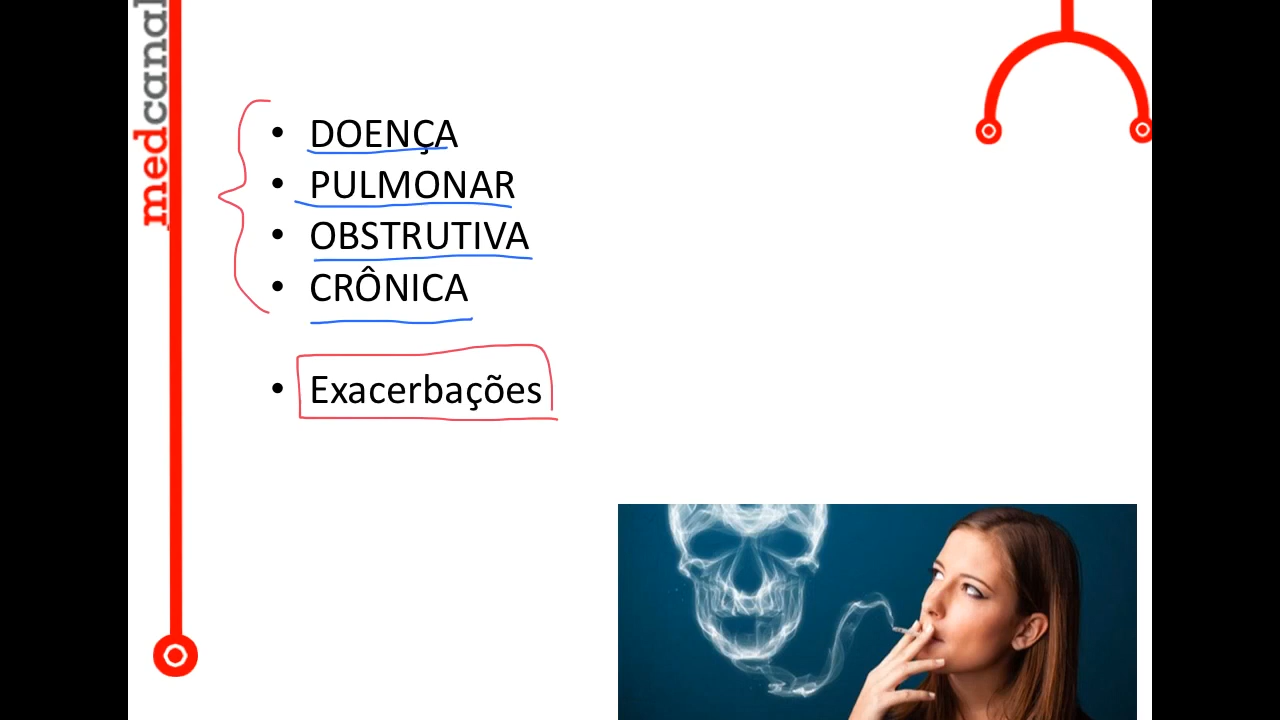 medcanal
• DOENÇA
• PULMONAR
• OBSTRUTIVA
• CRÔNICA
• Exacerbações